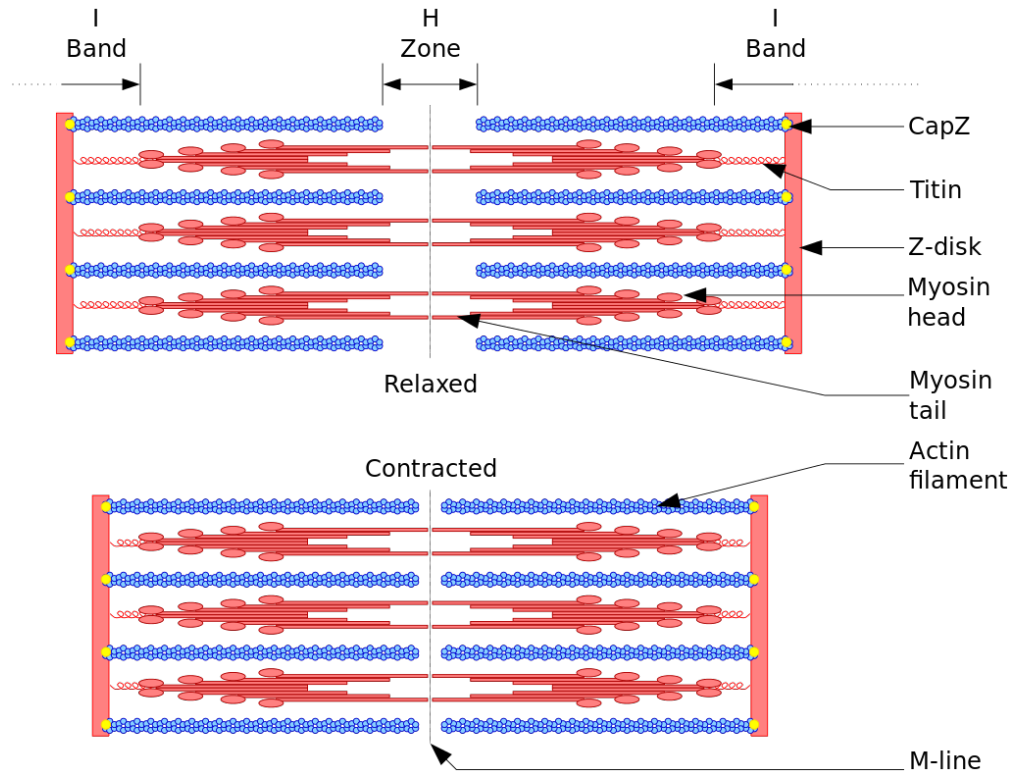 I
Band
H
Zone
I
Band
CapZ
Titin
Z-disk
Myosin
head
Relaxed
Myosin
tail
Contracted
Actin
filament
M-line